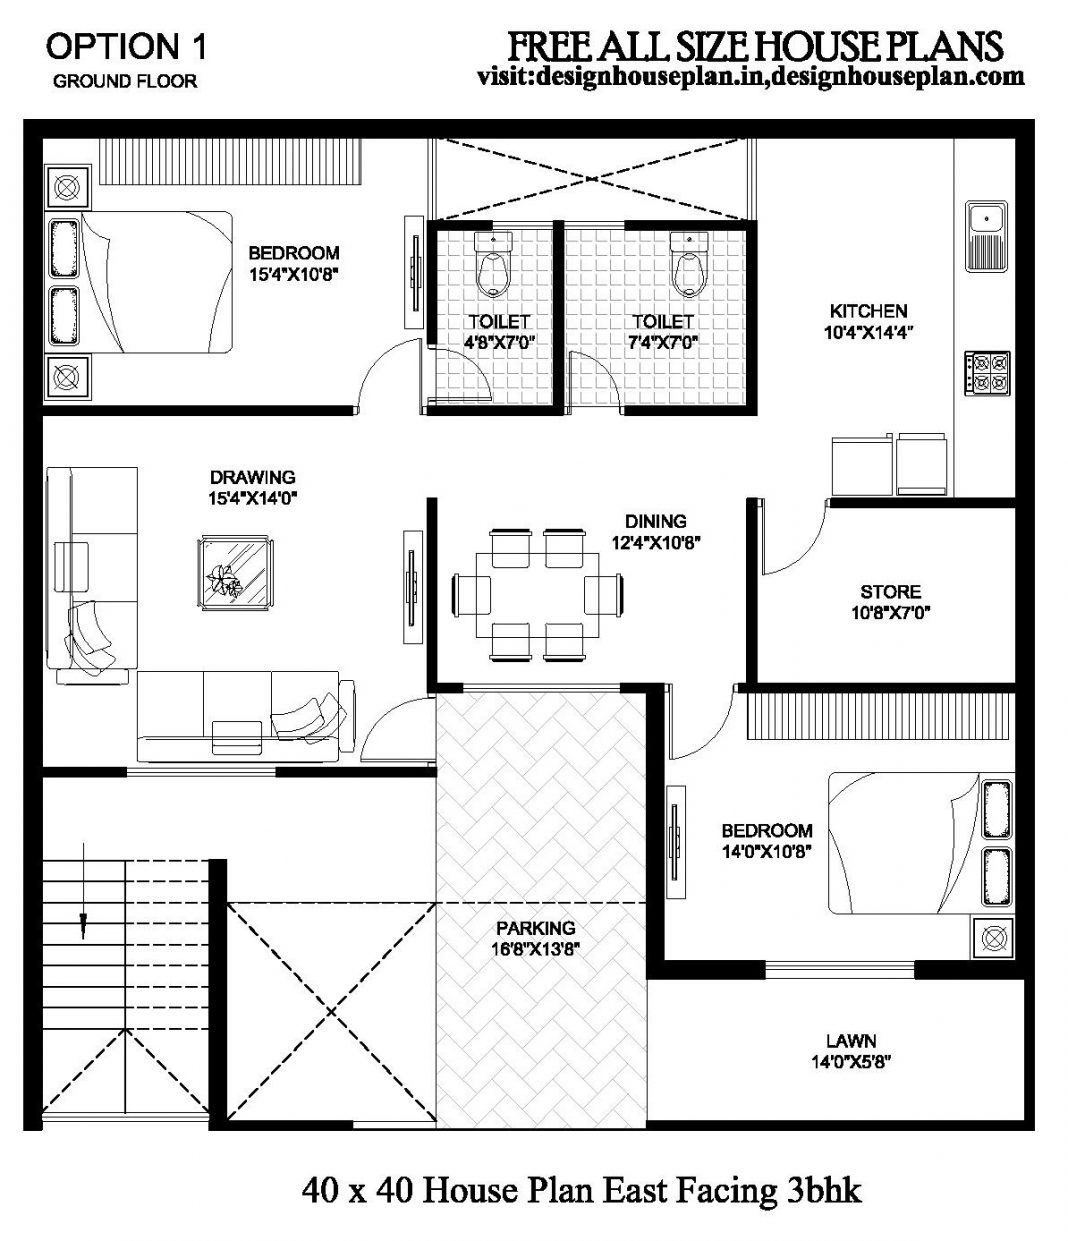 OPTION 1
GROUND FLOOR
FREE ALL SIZE HOUSE PLANS
visit:designhouseplan.in,designhouseplan.com
BEDROOM
15'4"X10'8"
TOILET
4'8"X7'0"
TOILET
7'4"X7'0"
KITCHEN
10'4"X14'4"
DRAWING
15'4"X14'0"
DINING
12'4"X10'8"
STORE
10'8"X7'0"
BEDROOM
14'0"X10'8"
PARKING
16'8"X13'8"
LAWN
14'0"X5'8"
40 x 40 House Plan East Facing 3bhk